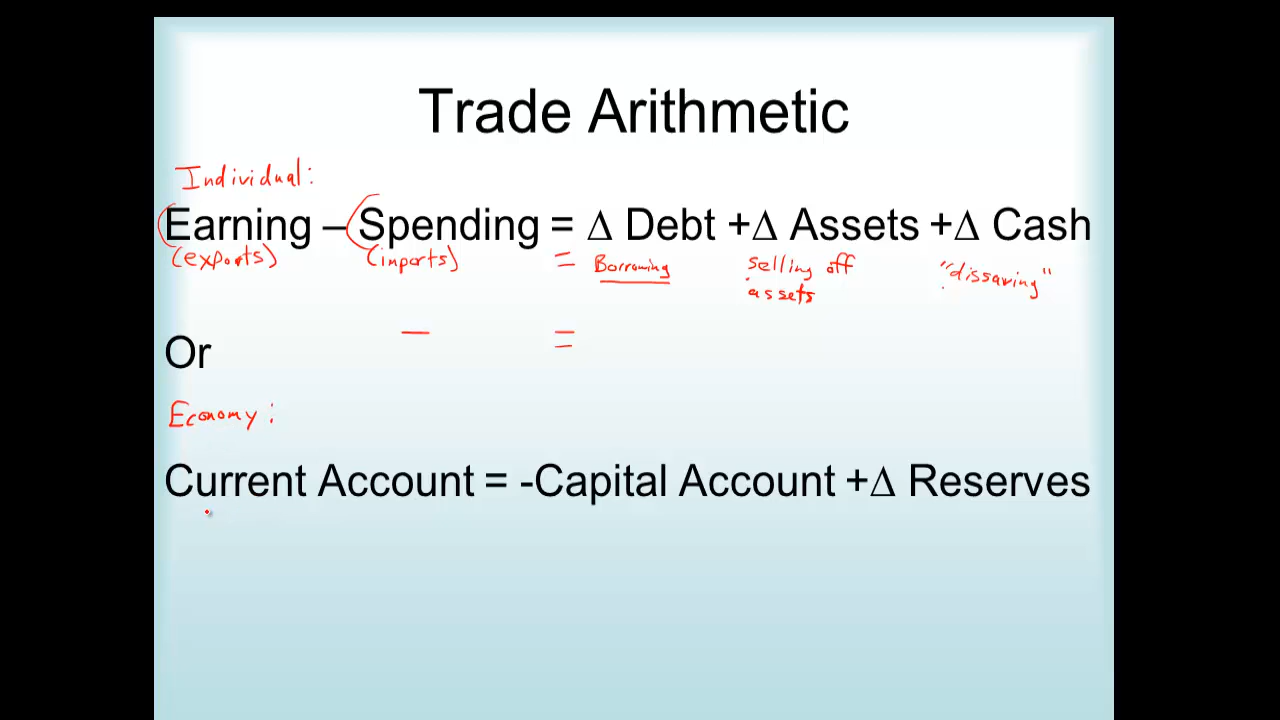 Trade Arithmetic
Individual:
Earning – Spending = Δ Debt +Δ Assets +Δ Cash
(exports) (imports) = Borrowing selling off assets "dissaving"
– =
Or
Economy:
Current Account = -Capital Account +Δ Reserves